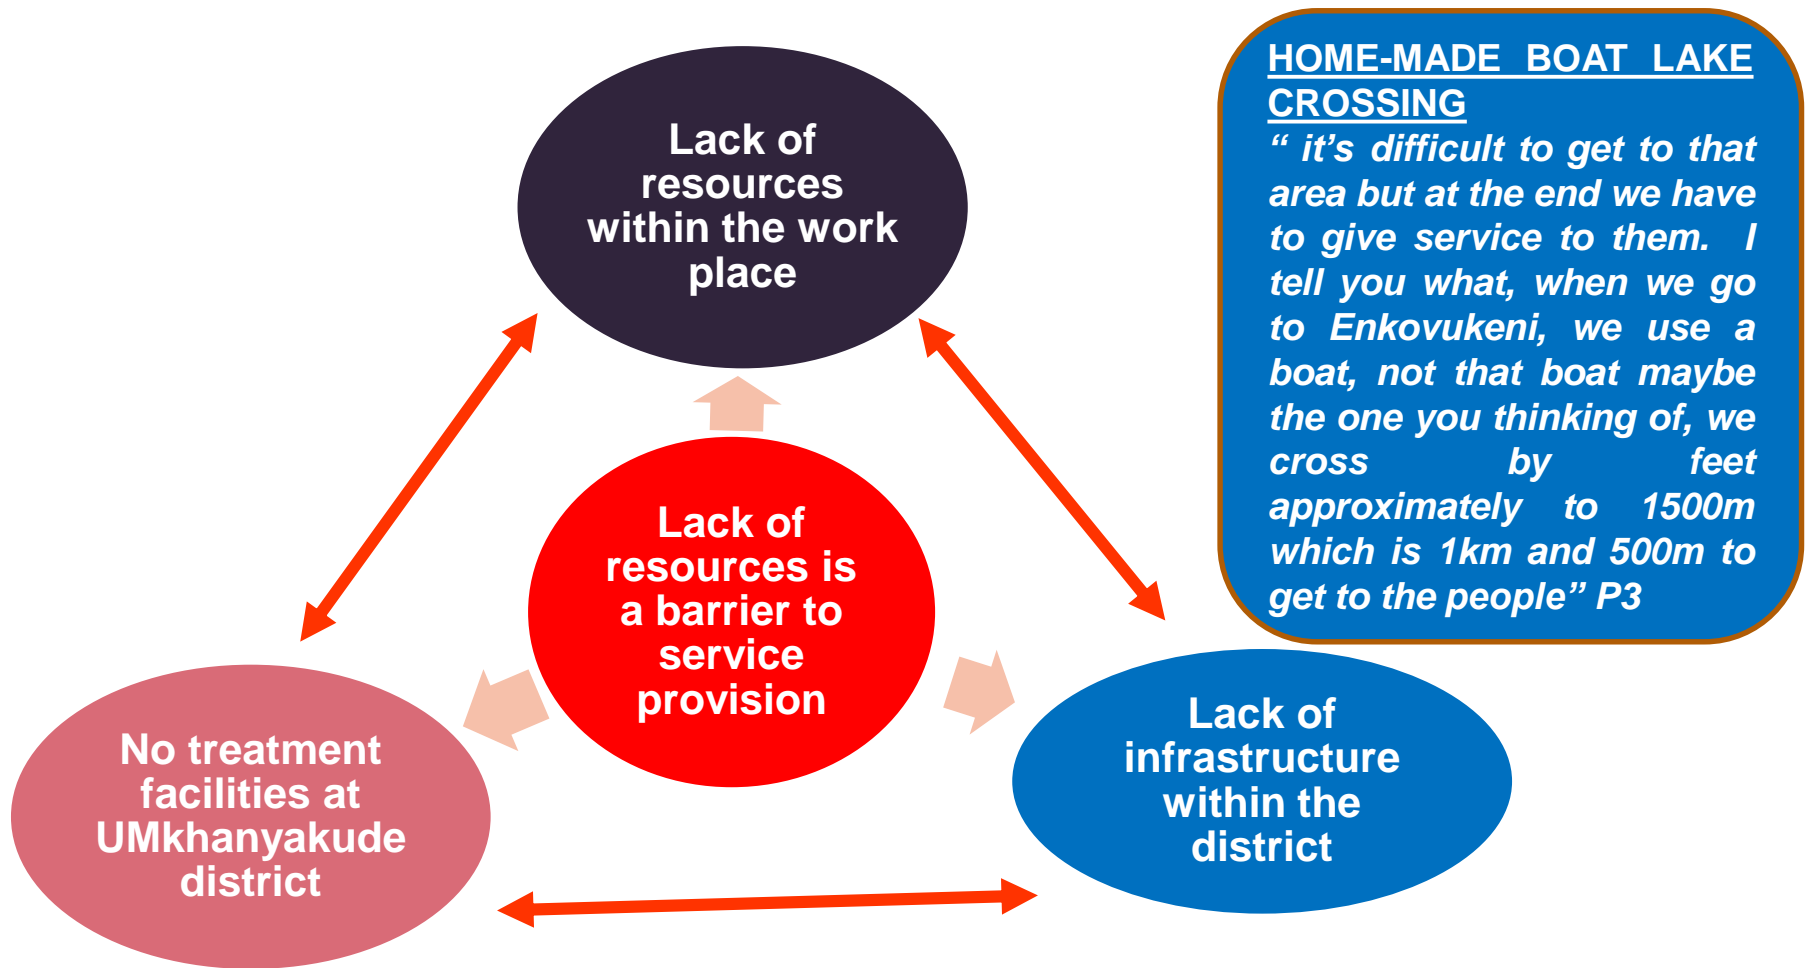 Lack of
resources
within the work
place
Lack of
resources is
a barrier to
service
provision
No treatment
facilities at
UMkhanyakude
district
Lack of
infrastructure
within the
district
HOME-MADE BOAT LAKE
CROSSING
“ it’s difficult to get to that
area but at the end we have
to give service to them. I
tell you what, when we go
to Enkovukeni, we use a
boat, not that boat maybe
the one you thinking of, we
cross by feet
approximately to 1500m
which is 1km and 500m to
get to the people” P3